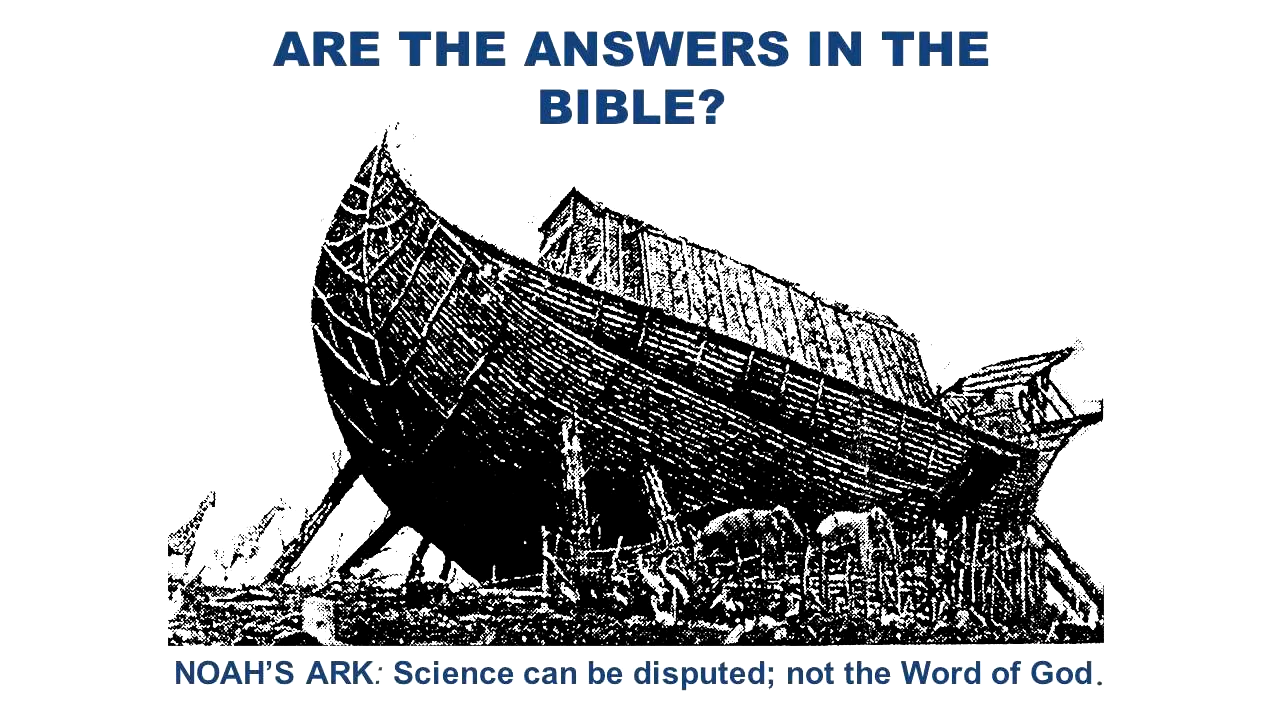 ARE THE ANSWERS IN THE
BIBLE?
NOAH’S ARK: Science can be disputed; not the Word of God.